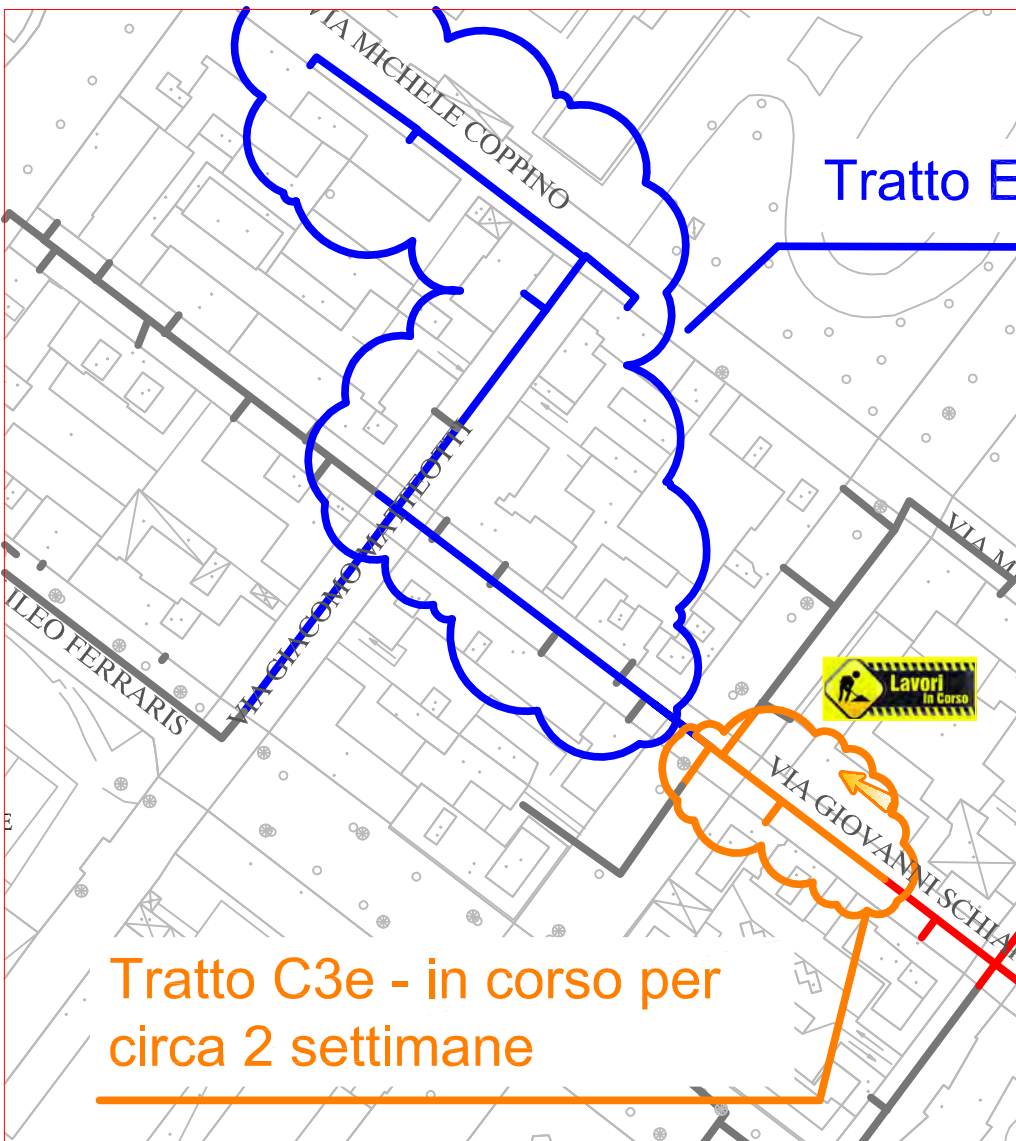 VIA MICHELE COPPINO
Tratto E
VIA GIACOMO MATTEOTTI
ILEO FERRARIS
VIA M
Lavori
in Corso
VIA GIOVANNI SCHIA
E
Tratto C3e - in corso per
circa 2 settimane